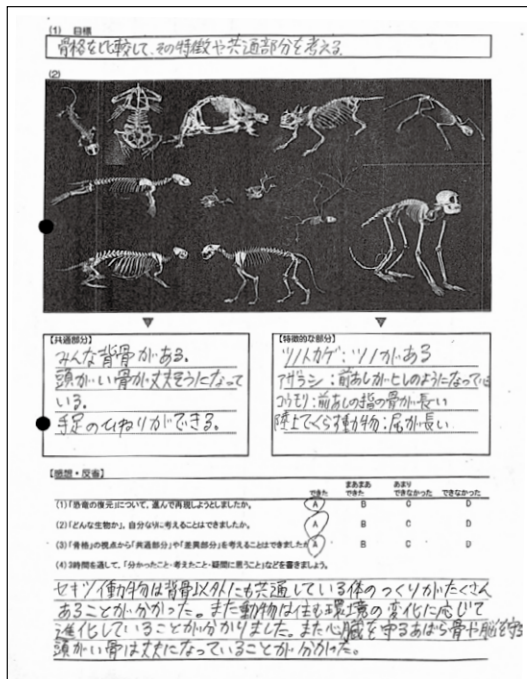 (1) 目標
骨格を比較して、その特徴や共通部分を考える。
(2)
【共通部分】
みんな背骨がある。
頭がい骨が丈夫そうになって
いる。
手足のひねりができる。
【特徴的な部分】
ツノトカゲ:ツノがある
アザラシ:前あしがヒレのようになっている
コウモリ:前あしの指の骨が長い
陸上でくらす動物:尾が長い
【感想・反省】
できた まあまあできた あまりできなかった できなかった
(1)「恐竜の復元」について、進んで再現しようとしましたか。 A B C D
(2)「どんな生物か」、自分なりに考えることはできましたか。 A B C D
(3)「骨格」の視点から「共通部分」や「差異部分」を考えることはできましたか A B C D
(4)3時間を通して、「分かったこと・考えたこと・疑問に思うこと」などを書きましょう。
セキツイ動物は背骨以外にも共通している体のつくりがたくさん
あることが分かった。また動物は住む環境の変化に応じて
進化していることが分かりました。また心臓を守るあばら骨や脳を守る
頭がい骨は丈夫になっていることが分かった。